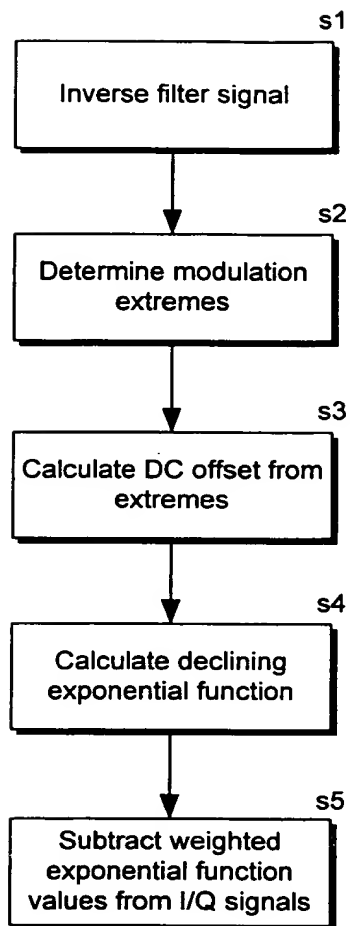 s1
Inverse filter signal
s2
Determine modulation
extremes
s3
Calculate DC offset from
extremes
s4
Calculate declining
exponential function
s5
Subtract weighted
exponential function
values from I/Q signals